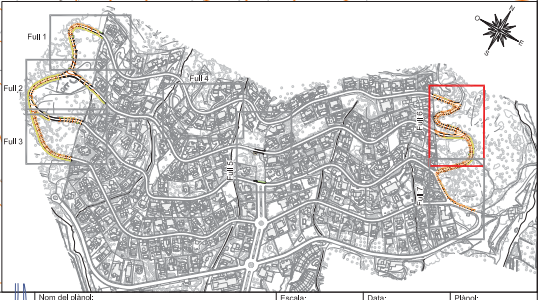 N
O
E
S
Full 1
Full 4
Full 2
Full 3
Full 5
Full 6
Full 7
Nom del plànol:
Escala:
Data:
Plànol: